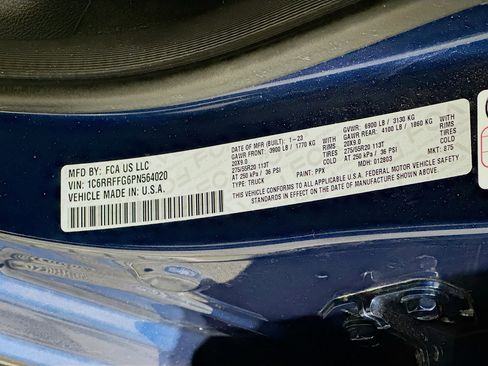 MFD BY: FCA US LLC
VIN: 1C6RRFFG6PN564020
VEHICLE MADE IN: U.S.A.
DATE OF MFR (BUILT): 1-23
GAWR FRONT: 3900 LB / 1770 KG
20X9.0 RIMS
275/55R20 113T TIRES
AT 250 kPa / 36 PSI COLD
TYPE: TRUCK
PAINT: PPX
MDH: 012803
GVWR: 6900 LB / 3130 KG
GAWR REAR: 4100 LB / 1860 KG
20X9.0 RIMS
275/55R20 113T TIRES
AT 250 kPa / 36 PSI COLD
MKT: 875
THIS VEHICLE CONFORMS TO ALL APPLICABLE U.S.A. FEDERAL MOTOR VEHICLE SAFETY
STANDARDS IN EFFECT ON THE DATE OF MANUFACTURE SHOWN ABOVE